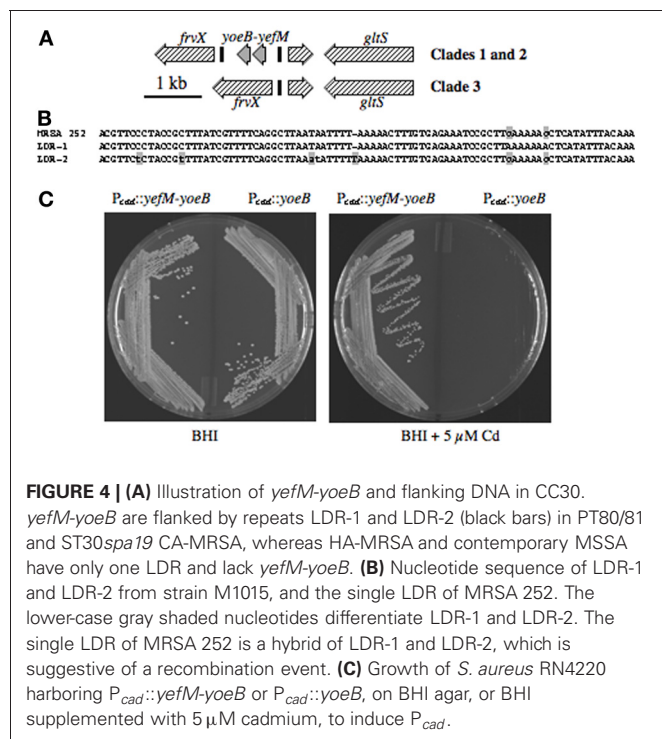 A
frvX yoeB-yefM gltS
Clades 1 and 2
1 kb
frvX gltS
Clade 3
B
MRSA 252 ACGTTCCCTACCGCTTTATCGTTTTCAGGCTTAATAATTTT-AAAAACTTTGTGAGAAATCCGCTTcAAAAAcCTCATATTTACAAA
LDR-1 ACGTTCCCTACCGCTTTATCGTTTTCAGGCTTAATAATTTT-AAAAACTTTGTGAGAAATCCGCTTAAAAAAACTCATATTTACAAA
LDR-2 ACGTTCtCTACCGtTTTATCGTTTTCAGGCTTAAgtATTTTtAAAAACTTTGTGAGAAATCCGCTTcAAAAAcCTCATATTTACAAA
C
Pcad::yefM-yoeB Pcad::yoeB Pcad::yefM-yoeB Pcad::yoeB
BHI BHI + 5 µM Cd
FIGURE 4 | (A) Illustration of yefM-yoeB and flanking DNA in CC30.
yefM-yoeB are flanked by repeats LDR-1 and LDR-2 (black bars) in PT80/81
and ST30spa19 CA-MRSA, whereas HA-MRSA and contemporary MSSA
have only one LDR and lack yefM-yoeB. (B) Nucleotide sequence of LDR-1
and LDR-2 from strain M1015, and the single LDR of MRSA 252. The
lower-case gray shaded nucleotides differentiate LDR-1 and LDR-2. The
single LDR of MRSA 252 is a hybrid of LDR-1 and LDR-2, which is
suggestive of a recombination event. (C) Growth of S. aureus RN4220
harboring Pcad::yefM-yoeB or Pcad::yoeB, on BHI agar, or BHI
supplemented with 5 µM cadmium, to induce Pcad.